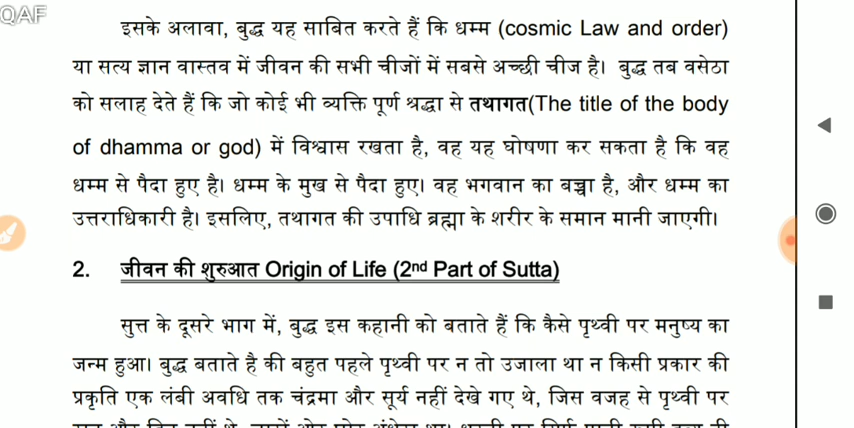 QAF
इसके अलावा, बुद्ध यह साबित करते हैं कि धम्म (cosmic Law and order)
या सत्य ज्ञान वास्तव में जीवन की सभी चीजों में सबसे अच्छी चीज है। बुद्ध तब वसेठा
को सलाह देते हैं कि जो कोई भी व्यक्ति पूर्ण श्रद्धा से तथागत(The title of the body
of dhamma or god) में विश्वास रखता है, वह यह घोषणा कर सकता है कि वह
धम्म से पैदा हुए है। धम्म के मुख से पैदा हुए। वह भगवान का बच्चा है, और धम्म का
उत्तराधिकारी है। इसलिए, तथागत की उपाधि ब्रह्मा के शरीर के समान मानी जाएगी।
2. जीवन की शुरुआत Origin of Life (2nd Part of Sutta)
सुत्त के दूसरे भाग में, बुद्ध इस कहानी को बताते हैं कि कैसे पृथ्वी पर मनुष्य का
जन्म हुआ। बुद्ध बताते है की बहुत पहले पृथ्वी पर न तो उजाला था न किसी प्रकार की
प्रकृति एक लंबी अवधि तक चंद्रमा और सूर्य नहीं देखे गए थे, जिस वजह से पृथ्वी पर